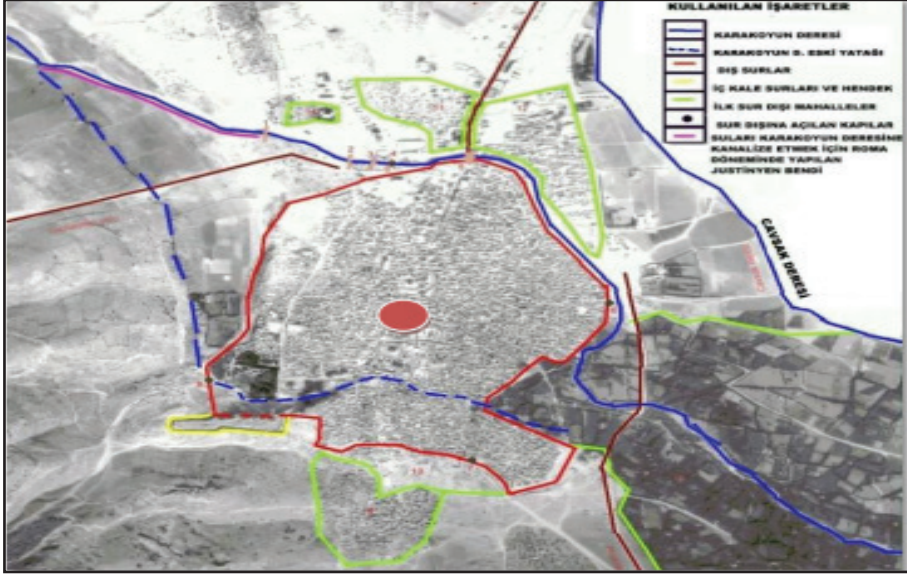 KULLANILAN İŞARETLER
KARAKOYUN DERESİ
KARAKOYUN D. ESKİ YATAĞI
DIŞ SURLAR
İÇ KALE SURLARI VE HENDEK
İLK SUR DIŞI MAHALLELER
SUR DIŞINA AÇILAN KAPILAR
SULARI KARAKOYUN DERESİNE
KANALİZE ETMEK İÇİN ROMA
DÖNEMİNDE YAPILAN
JUSTİNYEN BENDİ
CAVSAK DERESİ